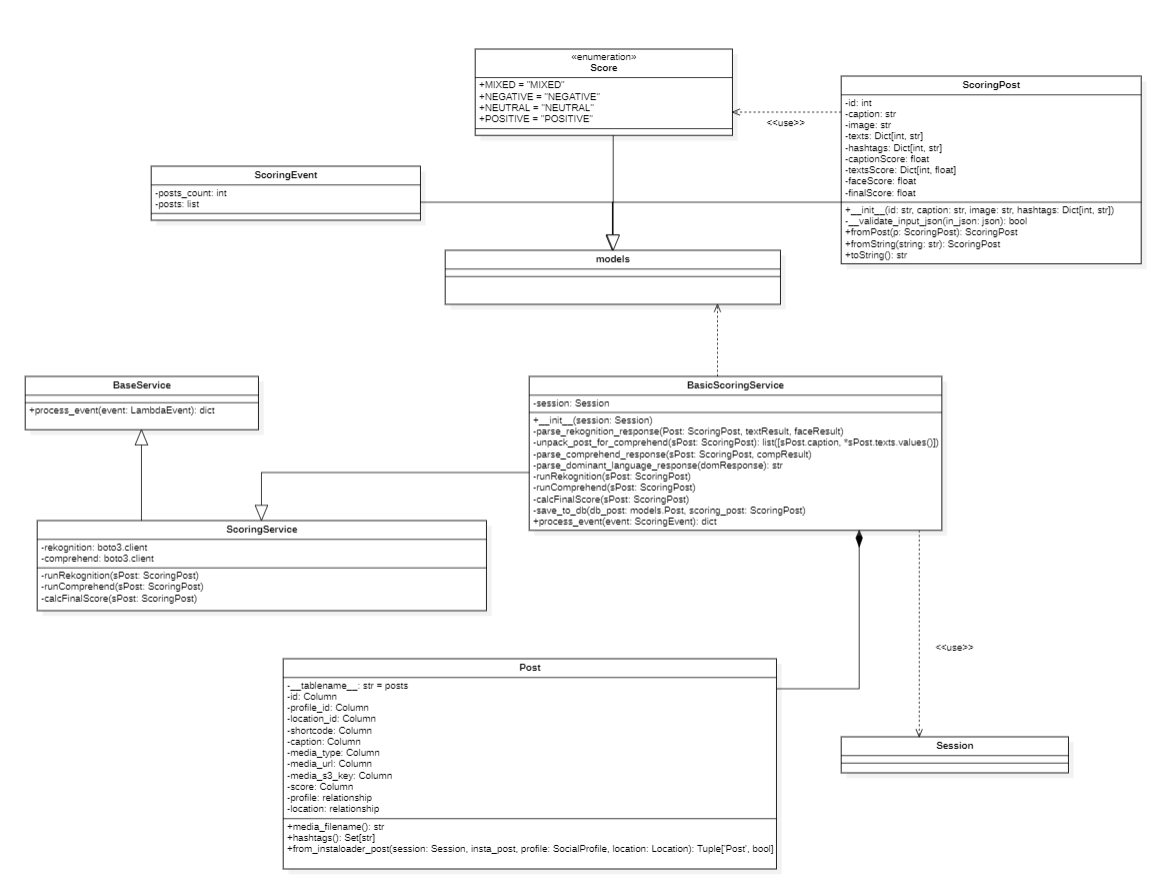 «enumeration»
Score
+MIXED = "MIXED"
+NEGATIVE = "NEGATIVE"
+NEUTRAL = "NEUTRAL"
+POSITIVE = "POSITIVE"
<<use>>
ScoringPost
-id: int
-caption: str
-image: str
-texts: Dict[int, str]
-hashtags: Dict[int, str]
-captionScore: float
-textsScore: Dict[int, float]
-faceScore: float
-finalScore: float
+__init__(id: str, caption: str, image: str, hashtags: Dict[int, str])
-__validate_input_json(in_json: json): bool
+fromPost(p: ScoringPost): ScoringPost
+fromString(string: str): ScoringPost
+toString(): str
ScoringEvent
-posts_count: int
-posts: list
models
BaseService
+process_event(event: LambdaEvent): dict
BasicScoringService
-session: Session
+__init__(session: Session)
-parse_rekognition_response(Post: ScoringPost, textResult, faceResult)
-unpack_post_for_comprehend(sPost: ScoringPost): list([sPost.caption, *sPost.texts.values()])
-parse_comprehend_response(sPost: ScoringPost, compResult)
-parse_dominant_language_response(domResponse): str
-runRekognition(sPost: ScoringPost)
-runComprehend(sPost: ScoringPost)
-calcFinalScore(sPost: ScoringPost)
-save_to_db(db_post: models.Post, scoring_post: ScoringPost)
+process_event(event: ScoringEvent): dict
ScoringService
-rekognition: boto3.client
-comprehend: boto3.client
-runRekognition(sPost: ScoringPost)
-runComprehend(sPost: ScoringPost)
-calcFinalScore(sPost: ScoringPost)
<<use>>
Post
-__tablename__: str = posts
-id: Column
-profile_id: Column
-location_id: Column
-shortcode: Column
-caption: Column
-media_type: Column
-media_url: Column
-media_s3_key: Column
-score: Column
-profile: relationship
-location: relationship
+media_filename(): str
+hashtags(): Set[str]
+from_instaloader_post(session: Session, insta_post, profile: SocialProfile, location: Location): Tuple['Post', bool]
Session